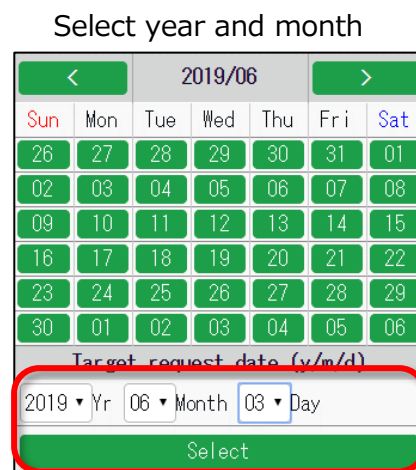 Select year and month
< 2019/06 >
Sun Mon Tue Wed Thu Fri Sat
26 27 28 29 30 31 01
02 03 04 05 06 07 08
09 10 11 12 13 14 15
16 17 18 19 20 21 22
23 24 25 26 27 28 29
30 01 02 03 04 05 06
Target request date (y/m/d)
2019 Yr 06 Month 03 Day
Select